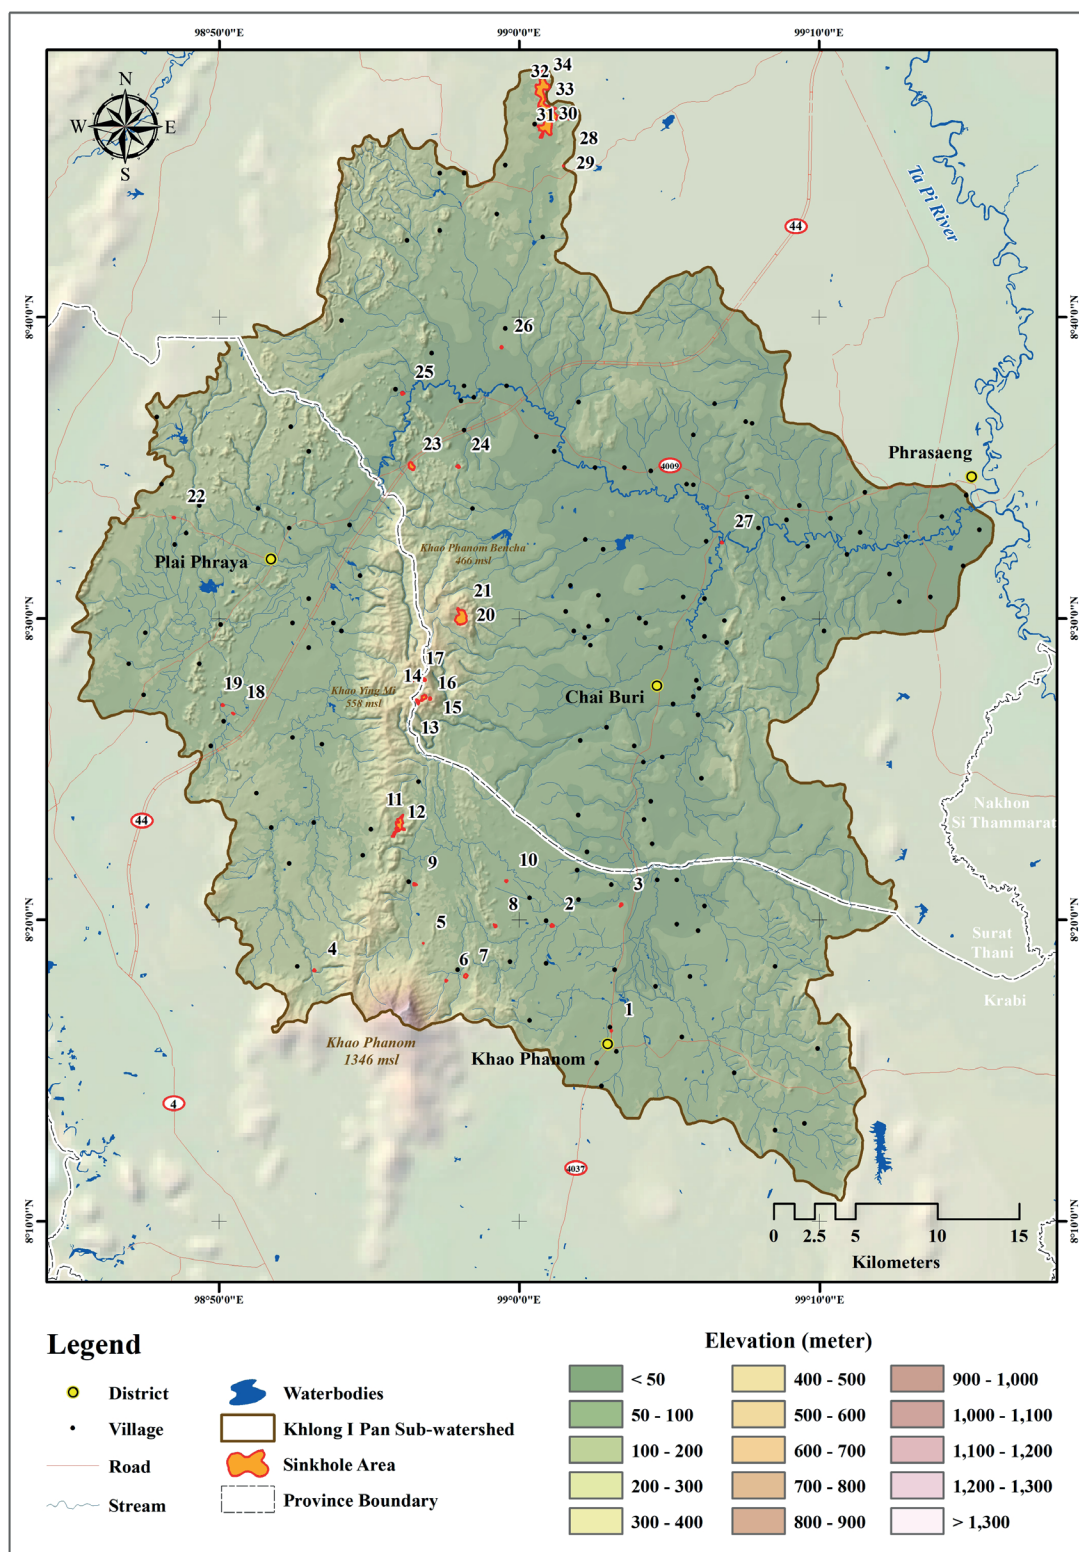 98°50'0"E
99°0'0"E
99°10'0"E
N
W
E
S
34
32
33
31
30
28
29
Ta Pi River
44
8°40'0"N
8°40'0"N
26
25
23
24
4009
Phrasaeng
22
27
Plai Phraya
Khao Phanom Bencha
466 msl
21
20
8°30'0"N
8°30'0"N
17
14
16
19
18
Khao Ying Mi
558 msl
15
13
Chai Buri
11
12
44
Nakhon
Si Thammarat
9
10
3
8
2
5
8°20'0"N
8°20'0"N
4
6
7
Surat
Thani
Krabi
1
Khao Phanom
1346 msl
Khao Phanom
4
4037
8°10'0"N
8°10'0"N
0
2.5
5
10
15
Kilometers
98°50'0"E
99°0'0"E
99°10'0"E
Legend
District
Village
Road
Stream
Waterbodies
Khlong I Pan Sub-watershed
Sinkhole Area
Province Boundary
Elevation (meter)
< 50
50 - 100
100 - 200
200 - 300
300 - 400
400 - 500
500 - 600
600 - 700
700 - 800
800 - 900
900 - 1,000
1,000 - 1,100
1,100 - 1,200
1,200 - 1,300
> 1,300